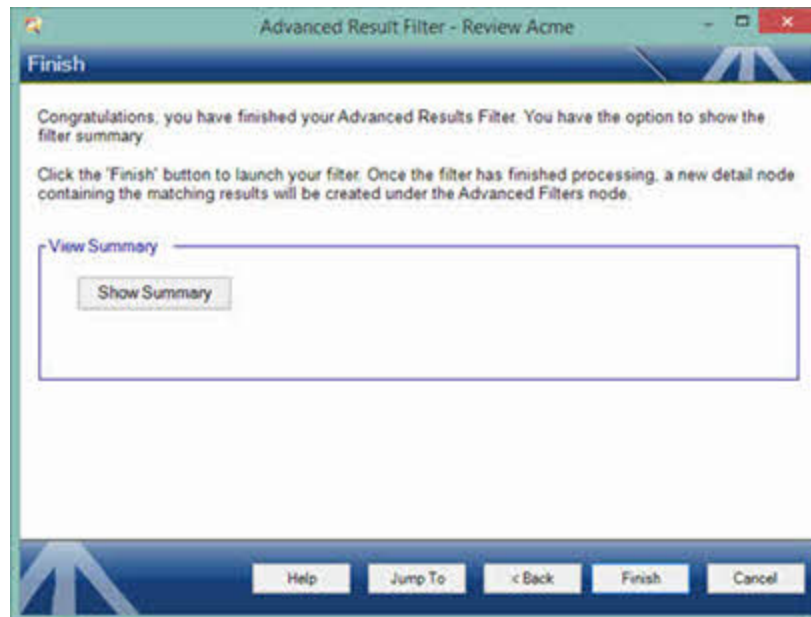 Advanced Result Filter - Review Acme
Finish
Congratulations, you have finished your Advanced Results Filter. You have the option to show the
filter summary.
Click the 'Finish' button to launch your filter. Once the filter has finished processing, a new detail node
containing the matching results will be created under the Advanced Filters node.
View Summary
Show Summary
Help Jump To < Back Finish Cancel